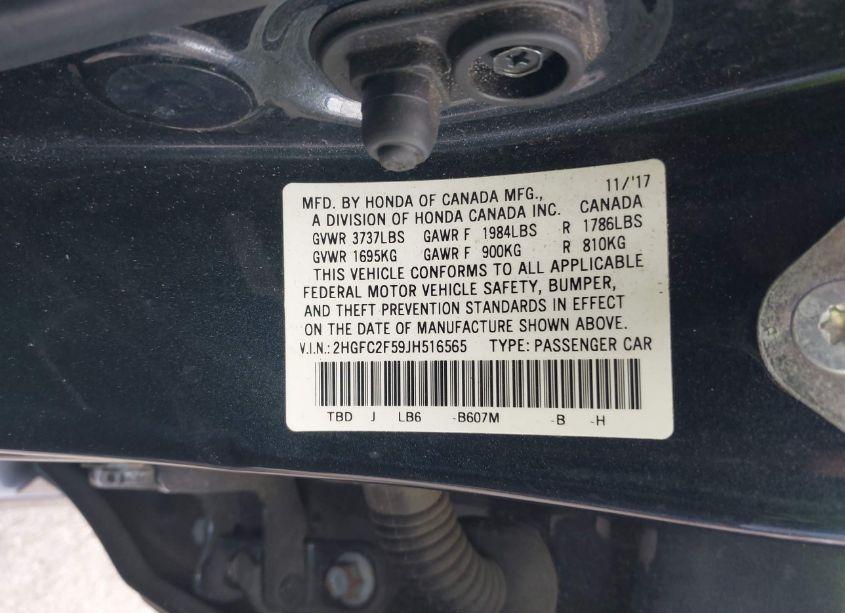 MFD. BY HONDA OF CANADA MFG., 11/'17
A DIVISION OF HONDA CANADA INC. CANADA
GVWR 3737LBS GAWR F 1984LBS R 1786LBS
GVWR 1695KG GAWR F 900KG R 810KG
THIS VEHICLE CONFORMS TO ALL APPLICABLE
FEDERAL MOTOR VEHICLE SAFETY, BUMPER,
AND THEFT PREVENTION STANDARDS IN EFFECT
ON THE DATE OF MANUFACTURE SHOWN ABOVE.
V.I.N.: 2HGFC2F59JH516565 TYPE: PASSENGER CAR
TBD J LB6 -B607M -B -H